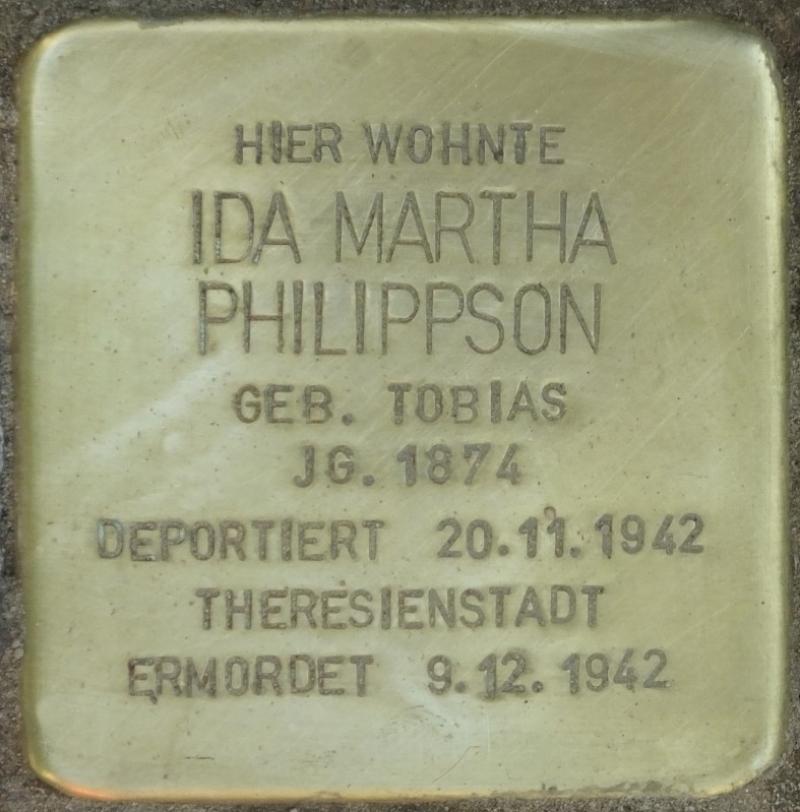 HIER WOHNTE
IDA MARTHA
PHILIPPSON
GEB. TOBIAS
JG. 1874
DEPORTIERT 20.11.1942
THERESIENSTADT
ERMORDET 9.12.1942